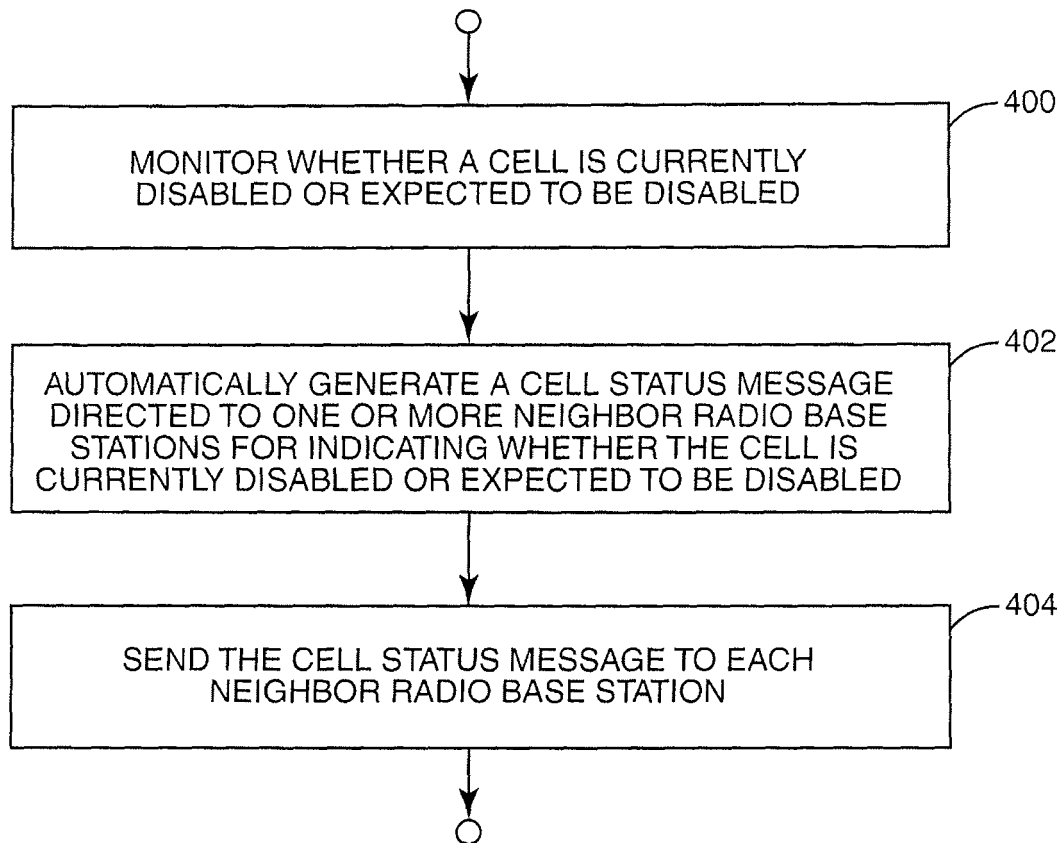 400
MONITOR WHETHER A CELL IS CURRENTLY
DISABLED OR EXPECTED TO BE DISABLED
402
AUTOMATICALLY GENERATE A CELL STATUS MESSAGE
DIRECTED TO ONE OR MORE NEIGHBOR RADIO BASE
STATIONS FOR INDICATING WHETHER THE CELL IS
CURRENTLY DISABLED OR EXPECTED TO BE DISABLED
404
SEND THE CELL STATUS MESSAGE TO EACH
NEIGHBOR RADIO BASE STATION